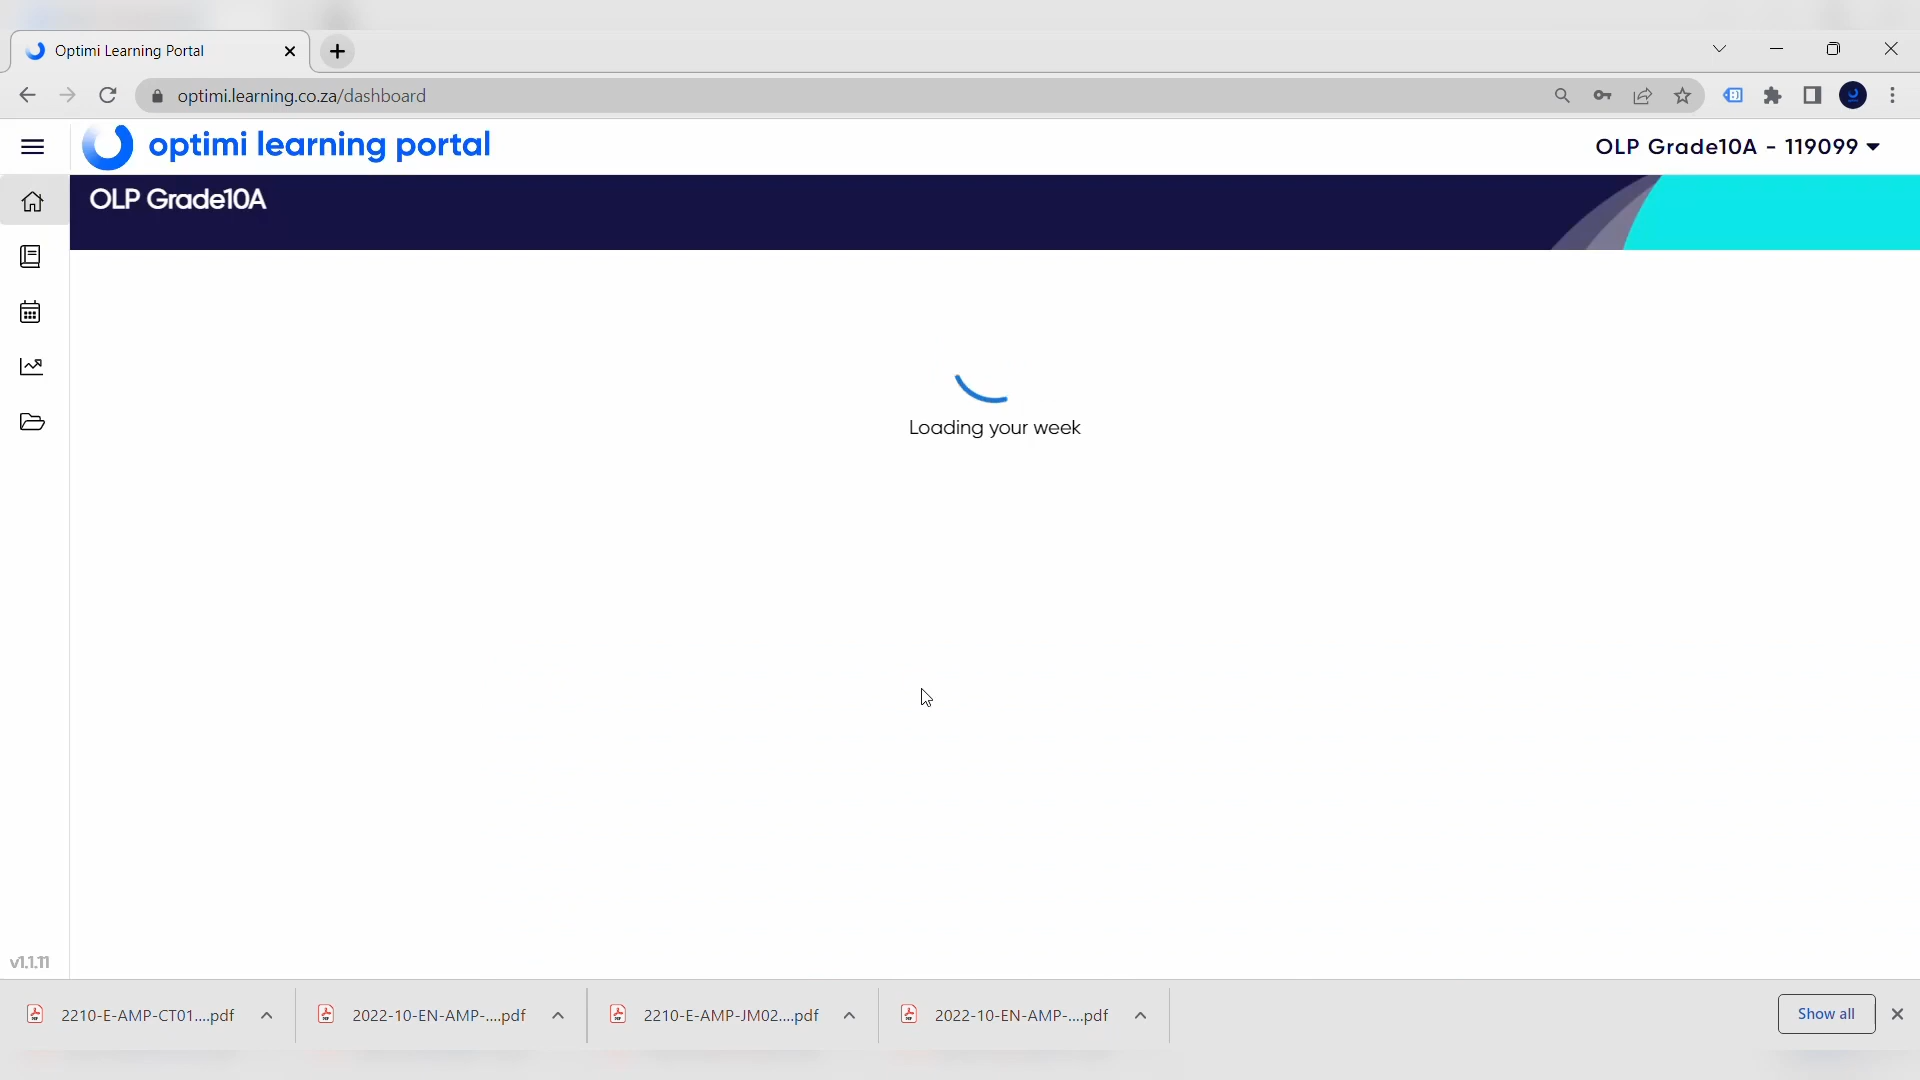 Optimi Learning Portal
optimi.learning.co.za/dashboard
optimi learning portal
OLP Grade10A - 119099
OLP Grade10A
Loading your week
v1.1.11
2210-E-AMP-CT01....pdf
2022-10-EN-AMP-....pdf
2210-E-AMP-JM02....pdf
2022-10-EN-AMP-....pdf
Show all